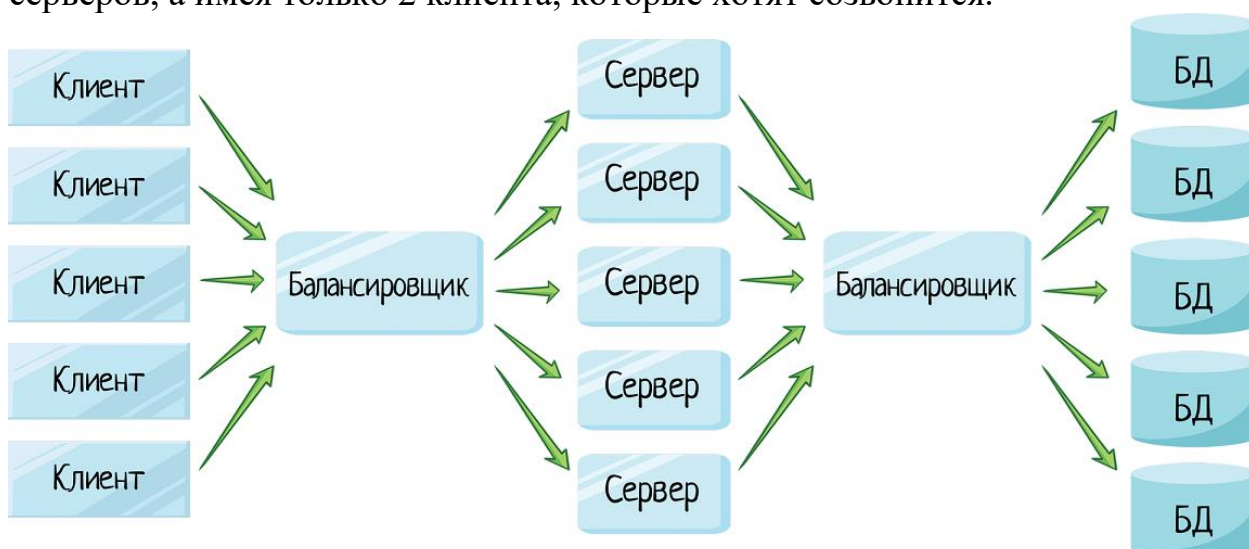 серверов, а имея только 2 клиента, которые хотят созвонится.
Клиент
Клиент
Клиент
Клиент
Клиент
Балансировщик
Сервер
Сервер
Сервер
Сервер
Сервер
Балансировщик
БД
БД
БД
БД
БД